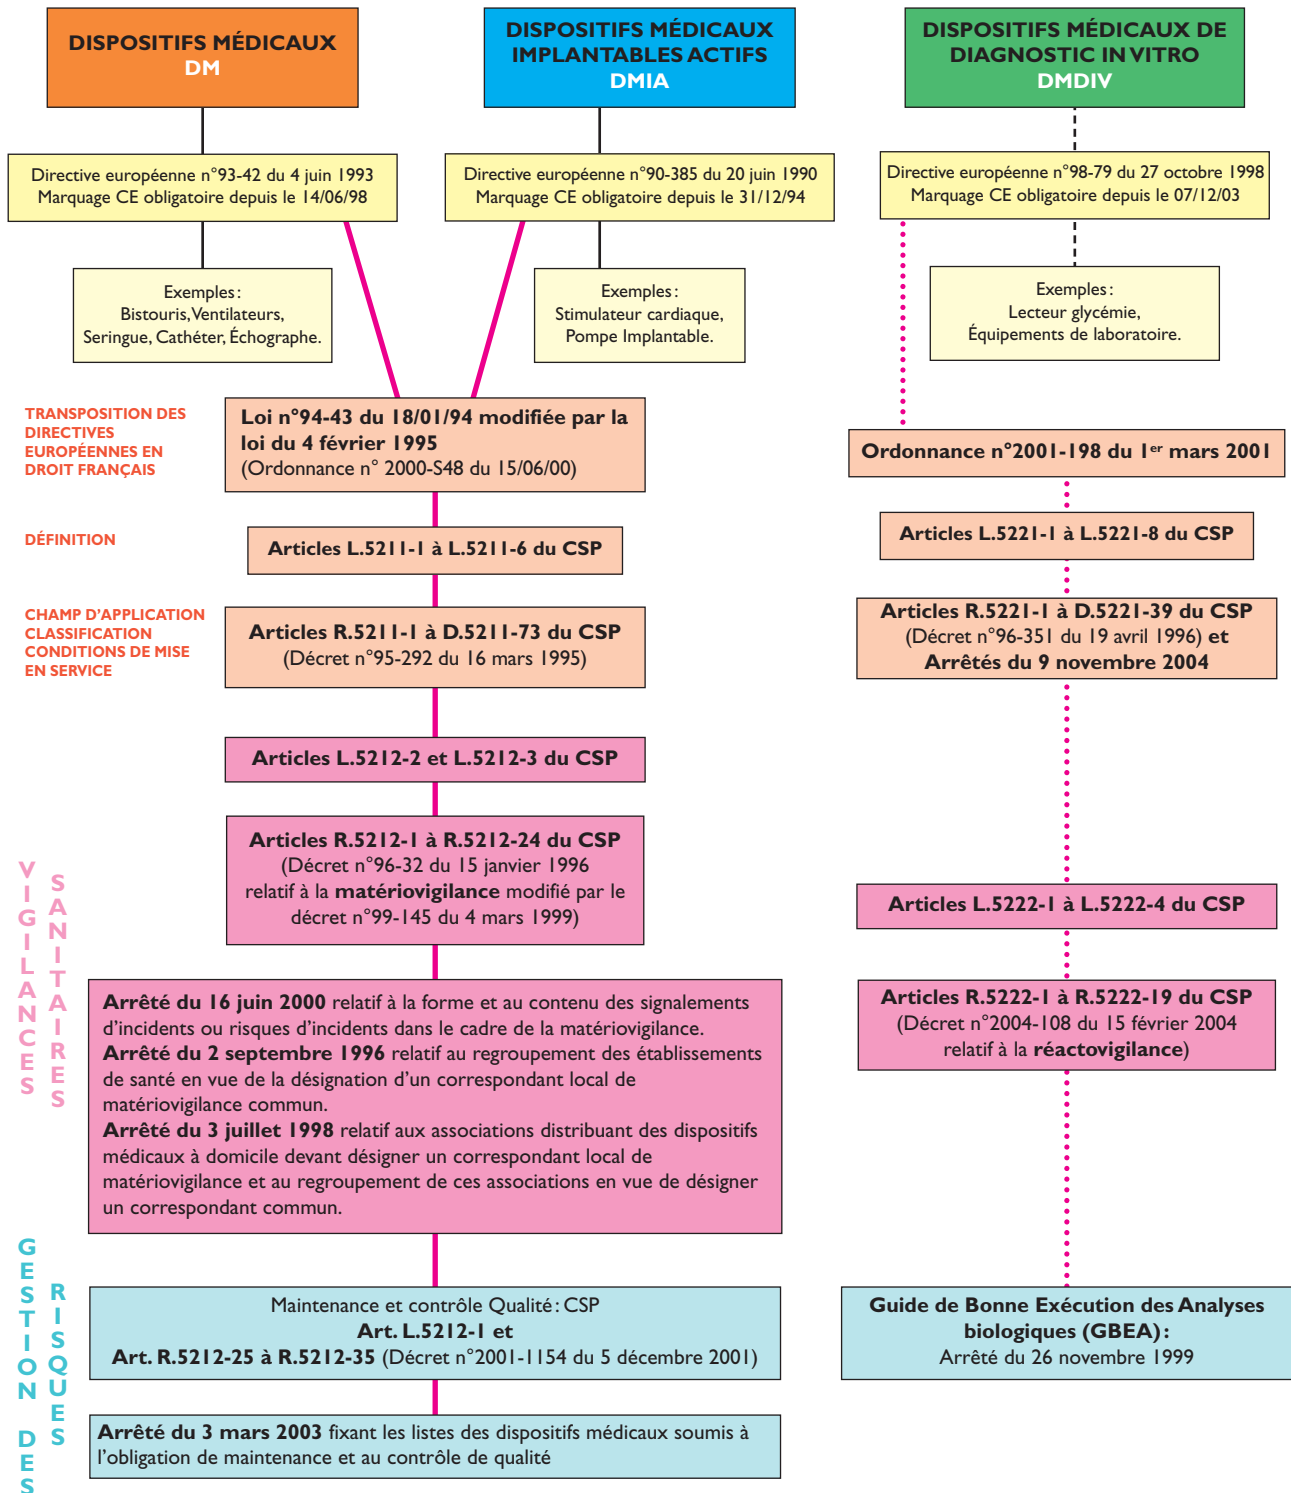 DISPOSITIFS MÉDICAUX
DM
DISPOSITIFS MÉDICAUX
IMPLANTABLES ACTIFS
DMIA
DISPOSITIFS MÉDICAUX DE
DIAGNOSTIC IN VITRO
DMDIV
Directive européenne n°93-42 du 4 juin 1993
Marquage CE obligatoire depuis le 14/06/98
Directive européenne n°90-385 du 20 juin 1990
Marquage CE obligatoire depuis le 31/12/94
Directive européenne n°98-79 du 27 octobre 1998
Marquage CE obligatoire depuis le 07/12/03
Exemples :
Bistouris, Ventilateurs,
Seringue, Cathéter, Échographe.
Exemples :
Stimulateur cardiaque,
Pompe Implantable.
Exemples :
Lecteur glycémie,
Équipements de laboratoire.
TRANSPOSITION DES
DIRECTIVES
EUROPÉENNES EN
DROIT FRANÇAIS
Loi n°94-43 du 18/01/94 modifiée par la
loi du 4 février 1995
(Ordonnance n° 2000-S48 du 15/06/00)
Ordonnance n°2001-198 du 1er mars 2001
DÉFINITION
Articles L.5211-1 à L.5211-6 du CSP
Articles L.5221-1 à L.5221-8 du CSP
CHAMP D'APPLICATION
CLASSIFICATION
CONDITIONS DE MISE
EN SERVICE
Articles R.5211-1 à D.5211-73 du CSP
(Décret n°95-292 du 16 mars 1995)
Articles R.5221-1 à D.5221-39 du CSP
(Décret n°96-351 du 19 avril 1996) et
Arrêtés du 9 novembre 2004
VIGILANCES
SANITAIRES
Articles L.5212-2 et L.5212-3 du CSP
Articles R.5212-1 à R.5212-24 du CSP
(Décret n°96-32 du 15 janvier 1996
relatif à la matériovigilance modifié par le
décret n°99-145 du 4 mars 1999)
Articles L.5222-1 à L.5222-4 du CSP
Arrêté du 16 juin 2000 relatif à la forme et au contenu des signalements
d'incidents ou risques d'incidents dans le cadre de la matériovigilance.
Arrêté du 2 septembre 1996 relatif au regroupement des établissements
de santé en vue de la désignation d'un correspondant local de
matériovigilance commun.
Arrêté du 3 juillet 1998 relatif aux associations distribuant des dispositifs
médicaux à domicile devant désigner un correspondant local de
matériovigilance et au regroupement de ces associations en vue de désigner
un correspondant commun.
Articles R.5222-1 à R.5222-19 du CSP
(Décret n°2004-108 du 15 février 2004
relatif à la réactovigilance)
GESTION DES
RISQUES
Maintenance et contrôle Qualité : CSP
Art. L.5212-1 et
Art. R.5212-25 à R.5212-35 (Décret n°2001-1154 du 5 décembre 2001)
Guide de Bonne Exécution des Analyses
biologiques (GBEA) :
Arrêté du 26 novembre 1999
Arrêté du 3 mars 2003 fixant les listes des dispositifs médicaux soumis à
l'obligation de maintenance et au contrôle de qualité